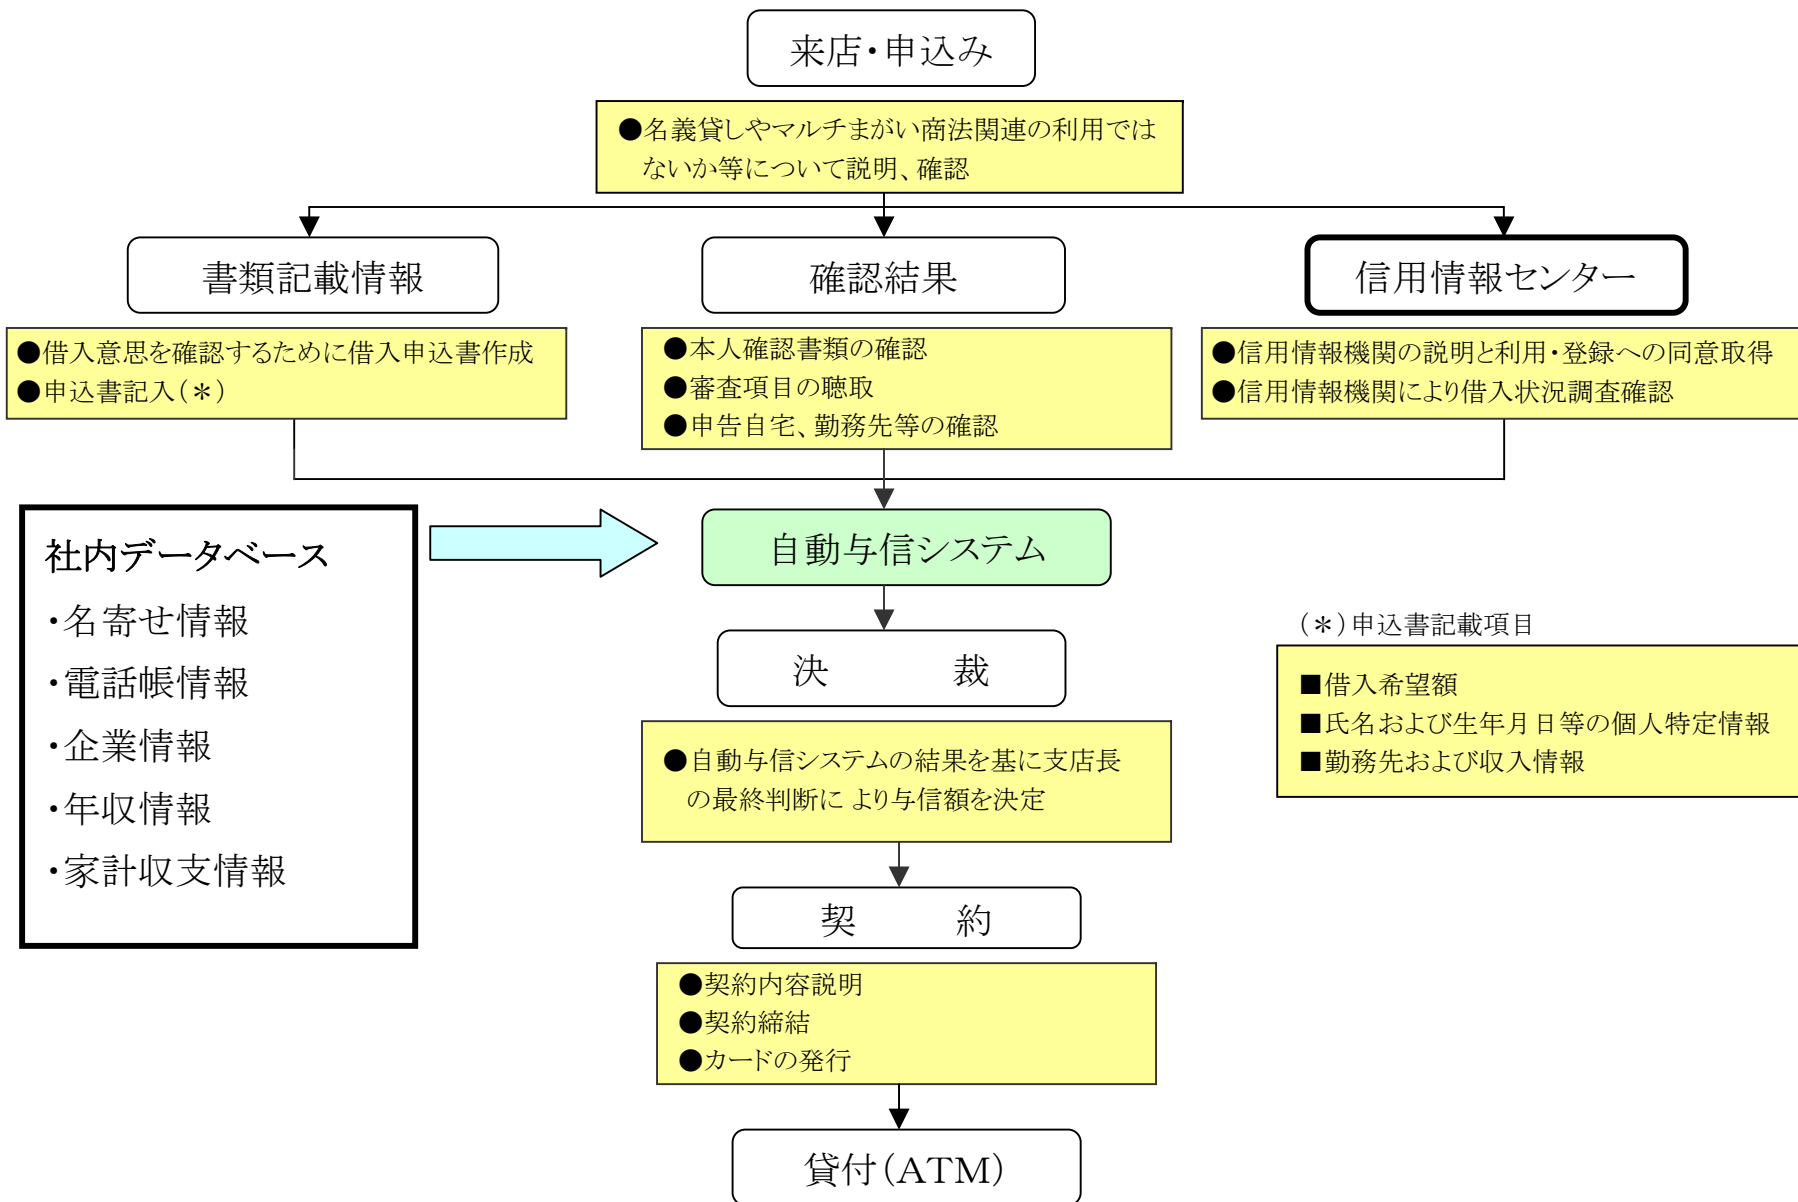 来店・申込み
●名義貸しやマルチまがい商法関連の利用では
ないか等について説明、確認
書類記載情報
●借入意思を確認するために借入申込書作成
●申込書記入(＊)
確認結果
●本人確認書類の確認
●審査項目の聴取
●申告自宅、勤務先等の確認
信用情報センター
●信用情報機関の説明と利用・登録への同意取得
●信用情報機関により借入状況調査確認
社内データベース
・名寄せ情報
・電話帳情報
・企業情報
・年収情報
・家計収支情報
自動与信システム
決　　　裁
●自動与信システムの結果を基に支店長
の最終判断に より与信額を決定
(＊)申込書記載項目
■借入希望額
■氏名および生年月日等の個人特定情報
■勤務先および収入情報
契　　　約
●契約内容説明
●契約締結
●カードの発行
貸付(ATM)